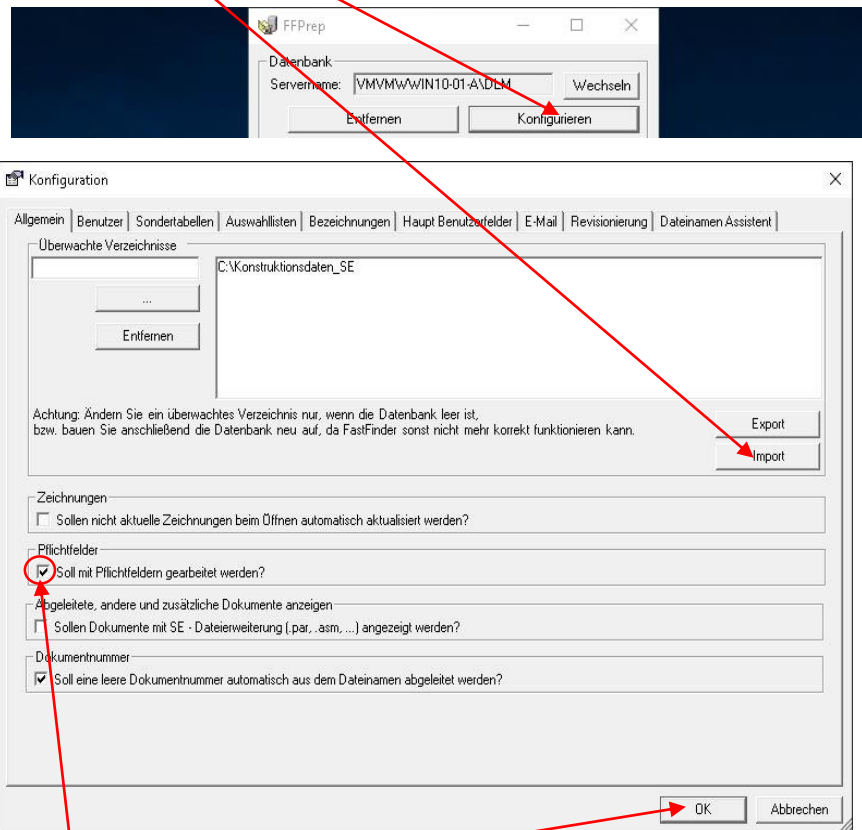 FFPrep
Datenbank
Servername: VMVMWWIN10-01-A\DLM Wechseln
Entfernen Konfigurieren
Konfiguration
Allgemein Benutzer Sondertabellen Auswahllisten Bezeichnungen Haupt Benutzerfelder E-Mail Revisionierung Dateinamen Assistent
Überwachte Verzeichnisse
C:\Konstruktionsdaten_SE
...
Entfernen
Achtung: Ändern Sie ein überwachtes Verzeichnis nur, wenn die Datenbank leer ist,
bzw. bauen Sie anschließend die Datenbank neu auf, da FastFinder sonst nicht mehr korrekt funktionieren kann.
Export
Import
Zeichnungen
Sollen nicht aktuelle Zeichnungen beim Öffnen automatisch aktualisiert werden?
Pflichtfelder
Soll mit Pflichtfeldern gearbeitet werden?
Abgeleitete, andere und zusätzliche Dokumente anzeigen
Sollen Dokumente mit SE - Dateierweiterung (.par, .asm, ...) angezeigt werden?
Dokumentnummer
Soll eine leere Dokumentnummer automatisch aus dem Dateinamen abgeleitet werden?
OK Abbrechen